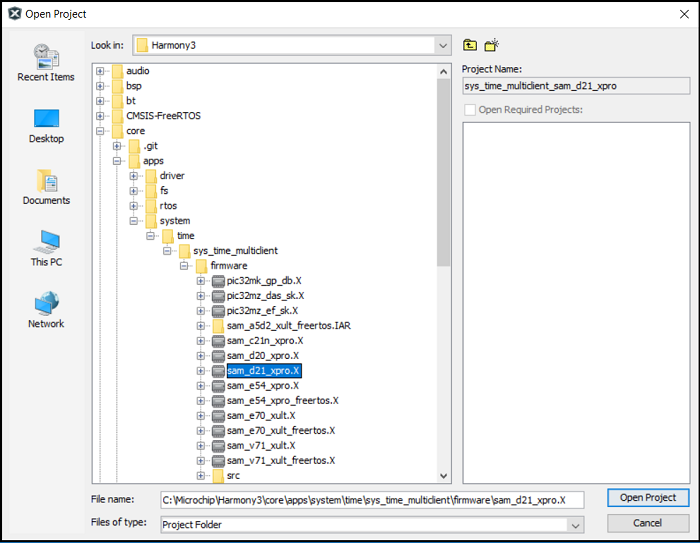 Open Project
Look in:
Harmony3
Recent Items
Desktop
Documents
This PC
Network
audio
bsp
bt
CMSIS-FreeRTOS
core
.git
apps
driver
fs
rtos
system
time
sys_time_multiclient
firmware
pic32mk_gp_db.X
pic32mz_das_sk.X
pic32mz_ef_sk.X
sam_a5d2_xult_freertos.IAR
sam_c21n_xpro.X
sam_d20_xpro.X
sam_d21_xpro.X
sam_e54_xpro.X
sam_e54_xpro_freertos.X
sam_e70_xult.X
sam_e70_xult_freertos.X
sam_v71_xult.X
sam_v71_xult_freertos.X
src
Project Name:
sys_time_multiclient_sam_d21_xpro
Open Required Projects:
File name:
C:\Microchip\Harmony3\core\apps\system\time\sys_time_multiclient\firmware\sam_d21_xpro.X
Open Project
Files of type:
Project Folder
Cancel